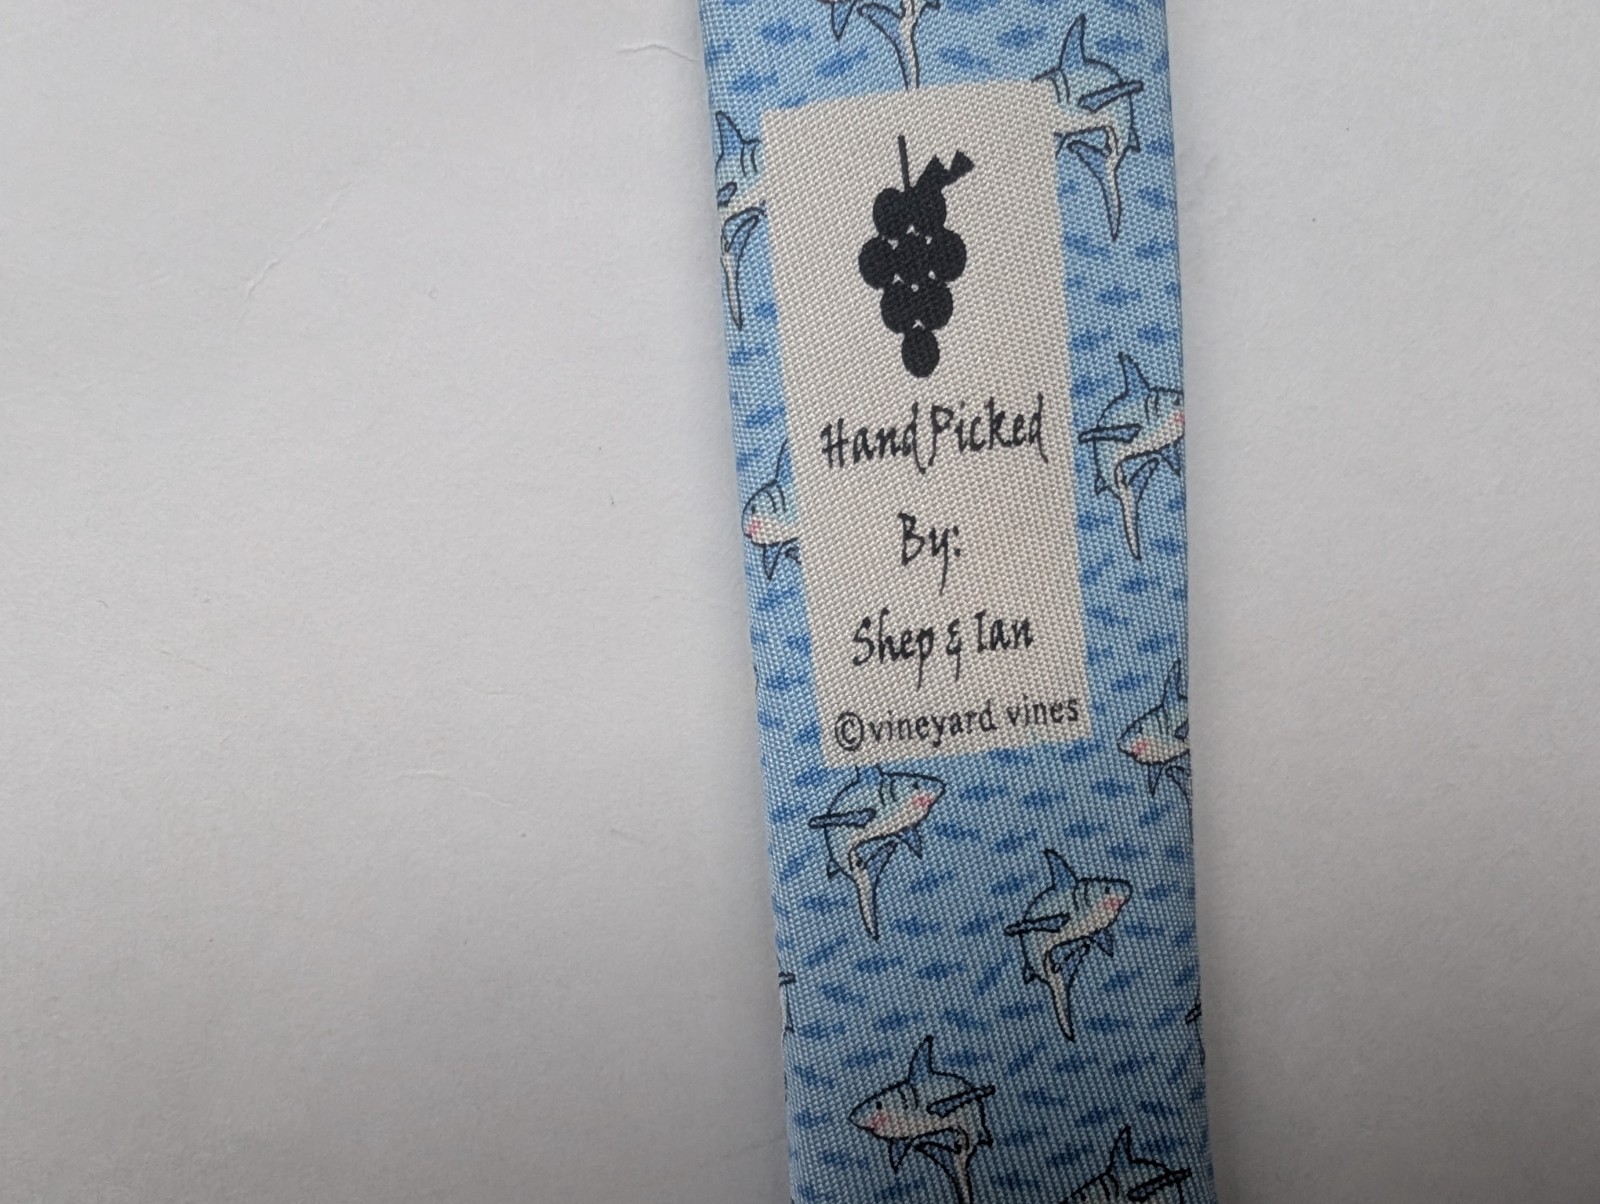 Hand Picked
By:
Shep & Ian
©vineyard vines